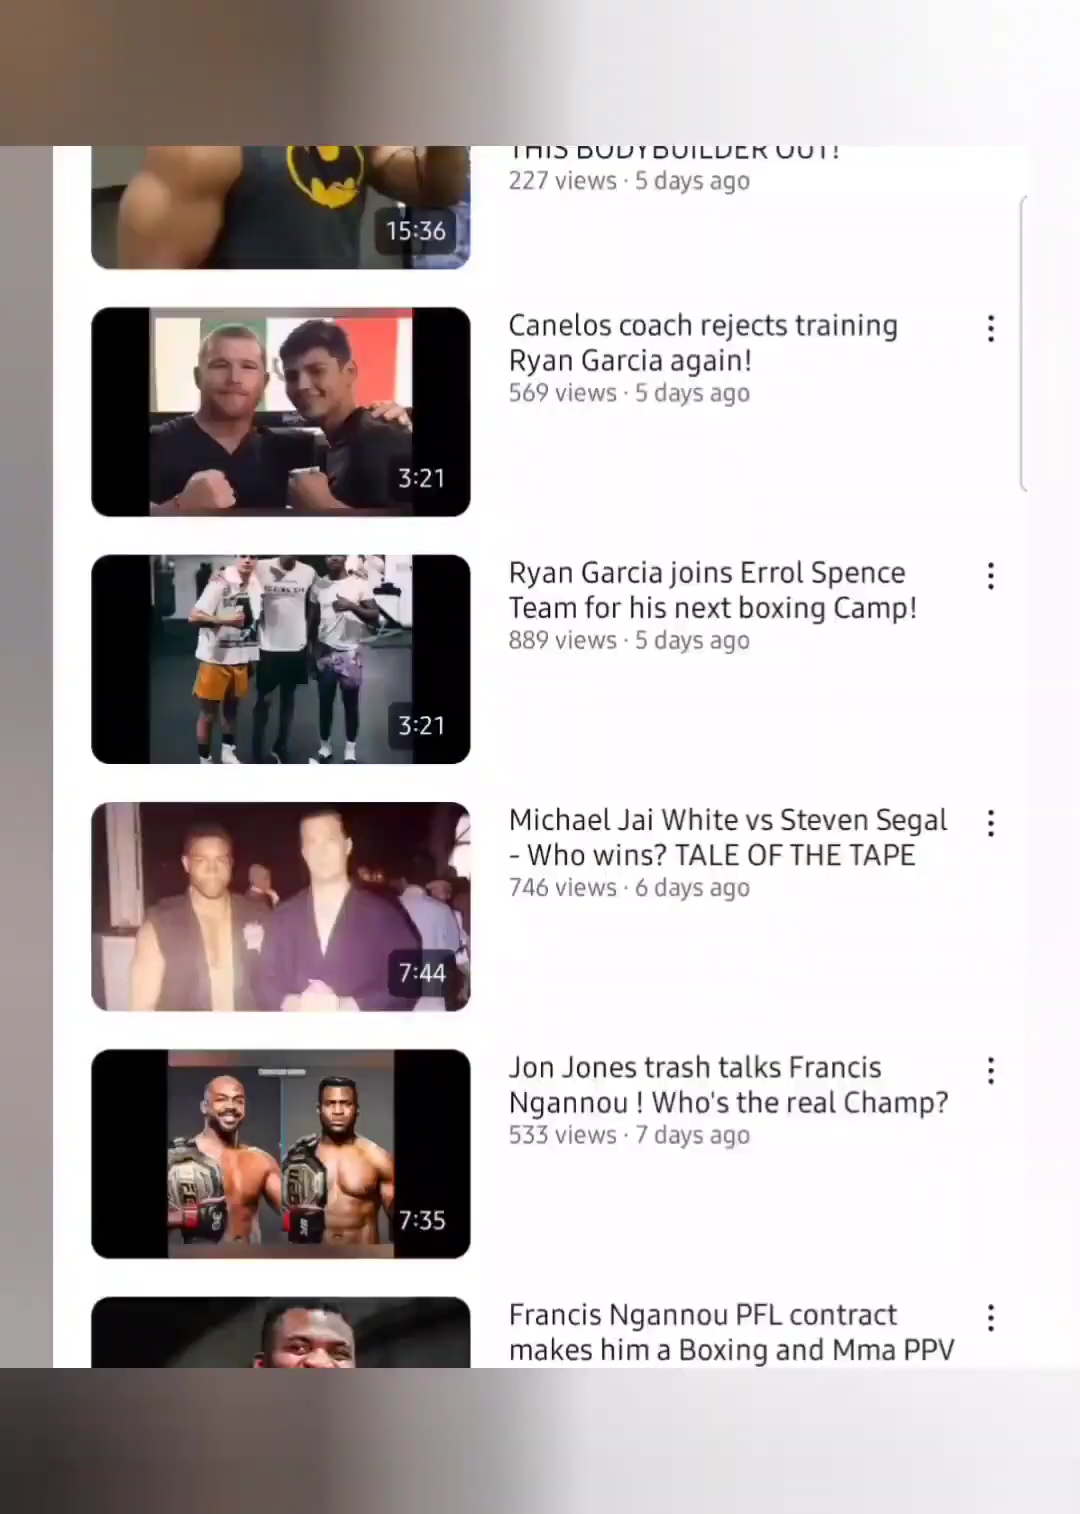 THIS BODYBUILDER OUT!
227 views · 5 days ago
15:36
Canelos coach rejects training
Ryan Garcia again!
569 views · 5 days ago
3:21
Ryan Garcia joins Errol Spence
Team for his next boxing Camp!
889 views · 5 days ago
3:21
Michael Jai White vs Steven Segal
- Who wins? TALE OF THE TAPE
746 views · 6 days ago
7:44
Jon Jones trash talks Francis
Ngannou ! Who's the real Champ?
533 views · 7 days ago
7:35
Francis Ngannou PFL contract
makes him a Boxing and Mma PPV